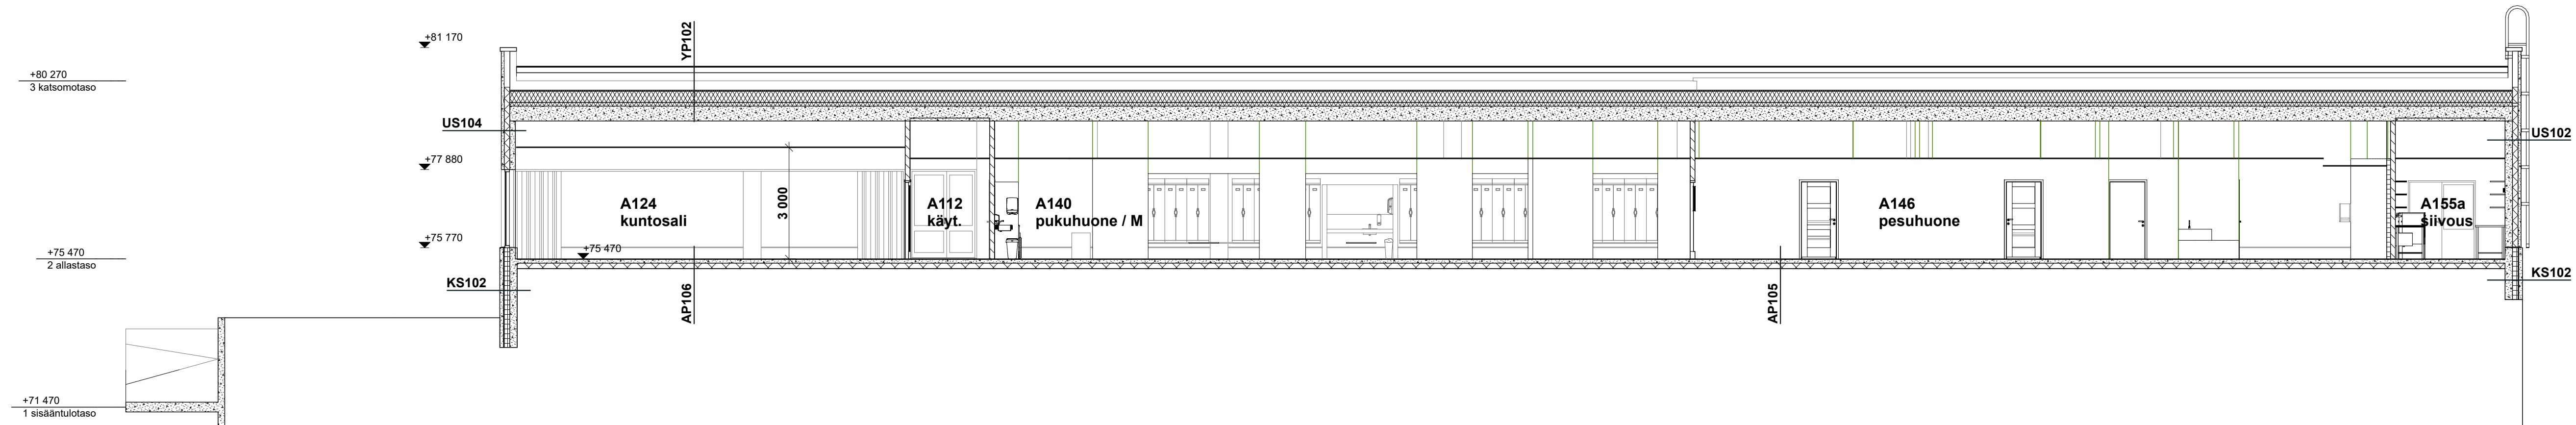 YP102
+81 170
+80 270
3 katsomotaso
US104
US102
+77 880
A124
kuntosali
3 000
A112
käyt.
A140
pukuhuone / M
A146
pesuhuone
A155a
siivous
+75 770
+75 470
+75 470
2 allastaso
KS102
AP106
AP105
KS102
+71 470
1 sisääntulotaso